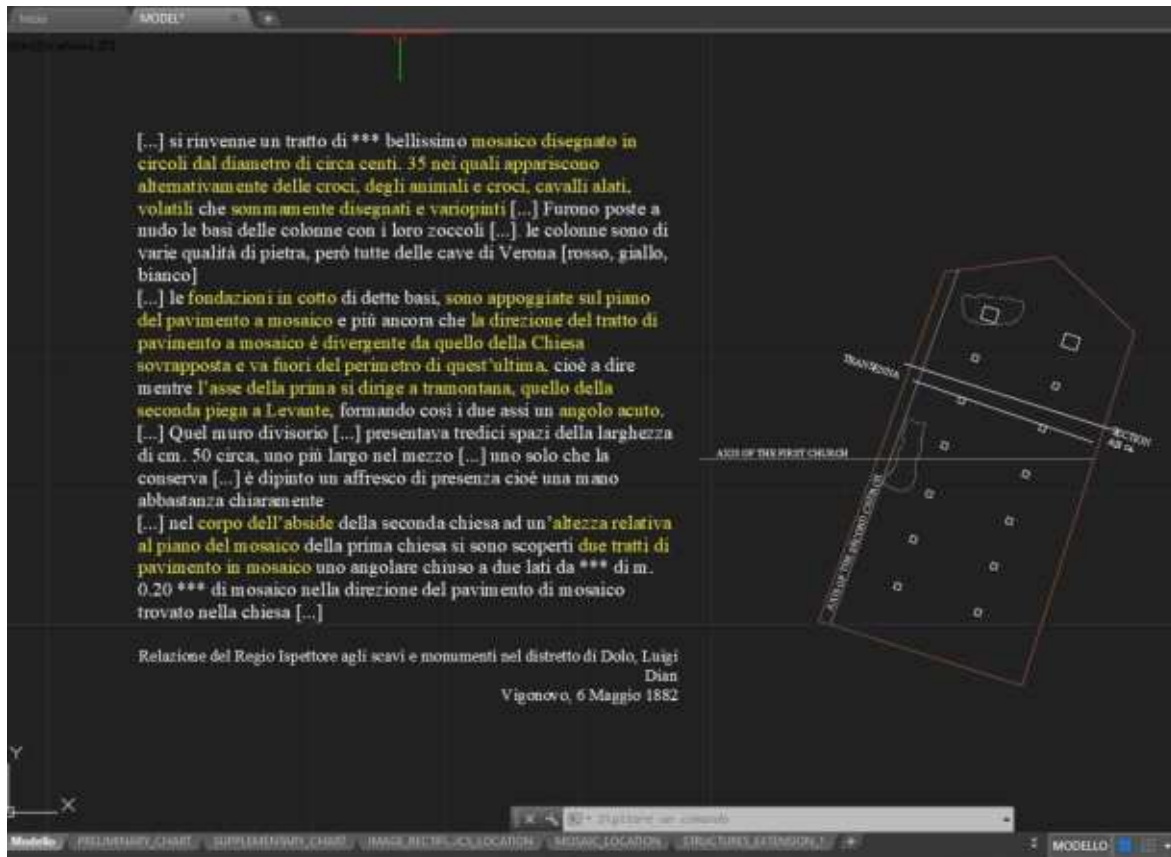 MODEL*
[...] si rinvenne un tratto di *** bellissimo mosaico disegnato in
circoli dal diametro di circa centi. 35 nei quali appariscono
alternativamente delle croci, degli animali e croci, cavalli alati,
volatili che sommamente disegnati e variopinti [...] Furono poste a
nudo le basi delle colonne con i loro zoccoli [...] le colonne sono di
varie qualità di pietra, però tutte delle cave di Verona [rosso, giallo,
bianco]
[...] le fondazioni in cotto di dette basi, sono appoggiate sul piano
del pavimento a mosaico e più ancora che la direzione del tratto di
pavimento a mosaico è divergente da quello della Chiesa
sovrapposta e va fuori del perimetro di quest'ultima, cioè a dire
mentre l'asse della prima si dirige a tramontana, quello della
seconda piega a Levante, formando così i due assi un angolo acuto.
[...] Quel muro divisorio [...] presentava tredici spazi della larghezza
di cm. 50 circa, uno più largo nel mezzo [...] uno solo che la
conserva [...] è dipinto un affresco di presenza cioè una mano
abbastanza chiaramente
[...] nel corpo dell'abside della seconda chiesa ad un'altezza relativa
al piano del mosaico della prima chiesa si sono scoperti due tratti di
pavimento in mosaico uno angolare chiuso a due lati da *** di m.
0.20 *** di mosaico nella direzione del pavimento di mosaico
trovato nella chiesa [...]
Relazione del Regio Ispettore agli scavi e monumenti nel distretto di Dolo, Luigi
Dian
Vigonovo, 6 Maggio 1882
TRANSENNA
SECTION
AXIS OF THE FIRST CHURCH
AXIS OF THE SECOND CHURCH
Y
X
Digitare un comando
Modello
PRELIMINARY_CHART
SUPPLEMENTARY_CHART
MOSAIC_LOCATION
MODELLO